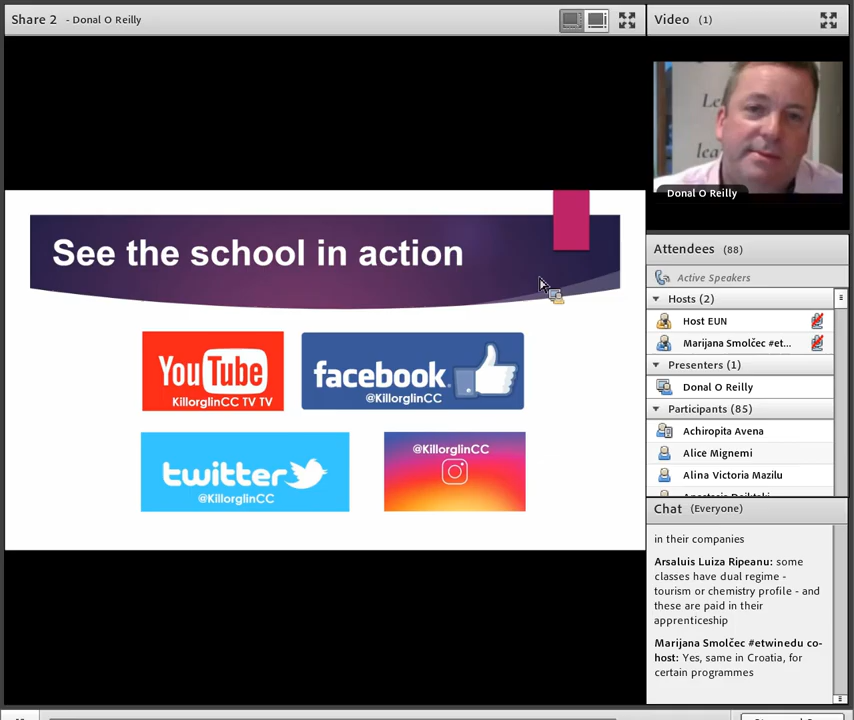 Share 2 - Donal O Reilly
See the school in action
YouTube
KillorglinCC TV TV
facebook
@KillorglinCC
twitter
@KillorglinCC
@KillorglinCC
Video (1)
Donal O Reilly
Attendees (88)
Active Speakers
Hosts (2)
Host EUN
Marijana Smolčec #et...
Presenters (1)
Donal O Reilly
Participants (85)
Achiropita Avena
Alice Mignemi
Alina Victoria Mazilu
Chat (Everyone)
in their companies
Arsaluis Luiza Ripeanu: some
classes have dual regime -
tourism or chemistry profile - and
these are paid in their
apprenticeship
Marijana Smolčec #etwinedu co-
host: Yes, same in Croatia, for
certain programmes